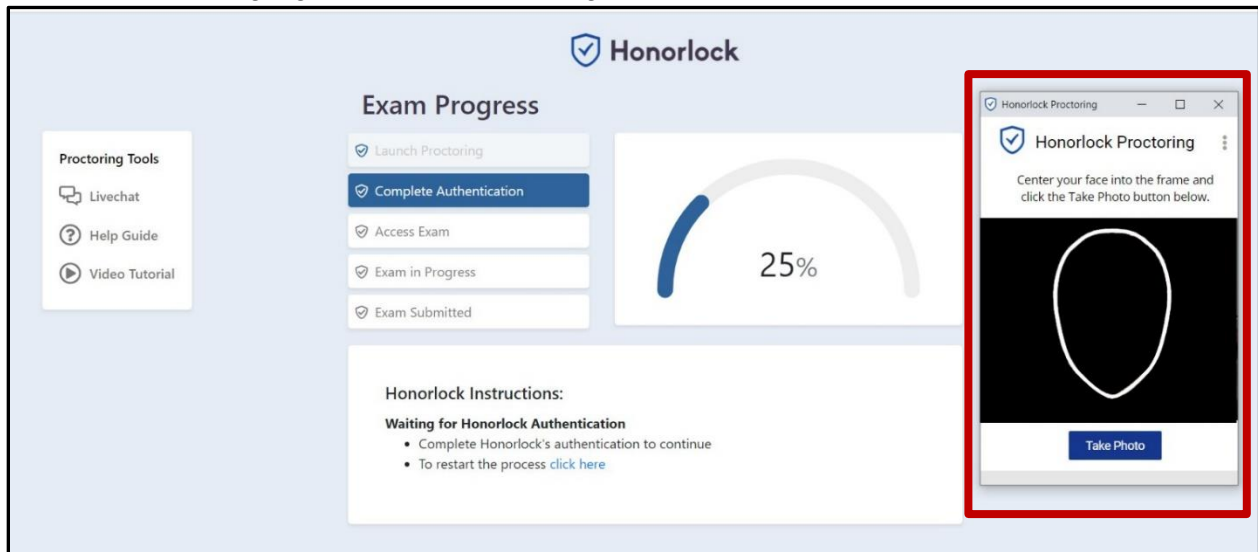 Honorlock
Exam Progress
Proctoring Tools
Livechat
Help Guide
Video Tutorial
Launch Proctoring
Complete Authentication
Access Exam
Exam in Progress
Exam Submitted
25%
Honorlock Instructions:
Waiting for Honorlock Authentication
• Complete Honorlock's authentication to continue
• To restart the process click here
Honorlock Proctoring
Honorlock Proctoring
Center your face into the frame and
click the Take Photo button below.
Take Photo